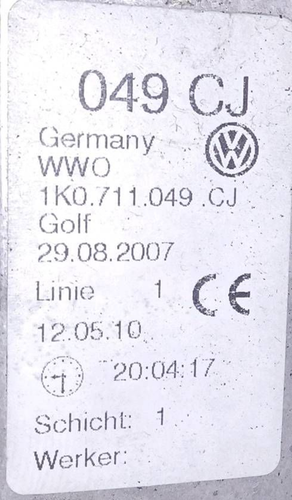 049 CJ
Germany
WWO
1K0.711.049 .CJ
Golf
29.08.2007
Linie 1 CE
12.05.10
20:04:17
Schicht: 1
Werker: